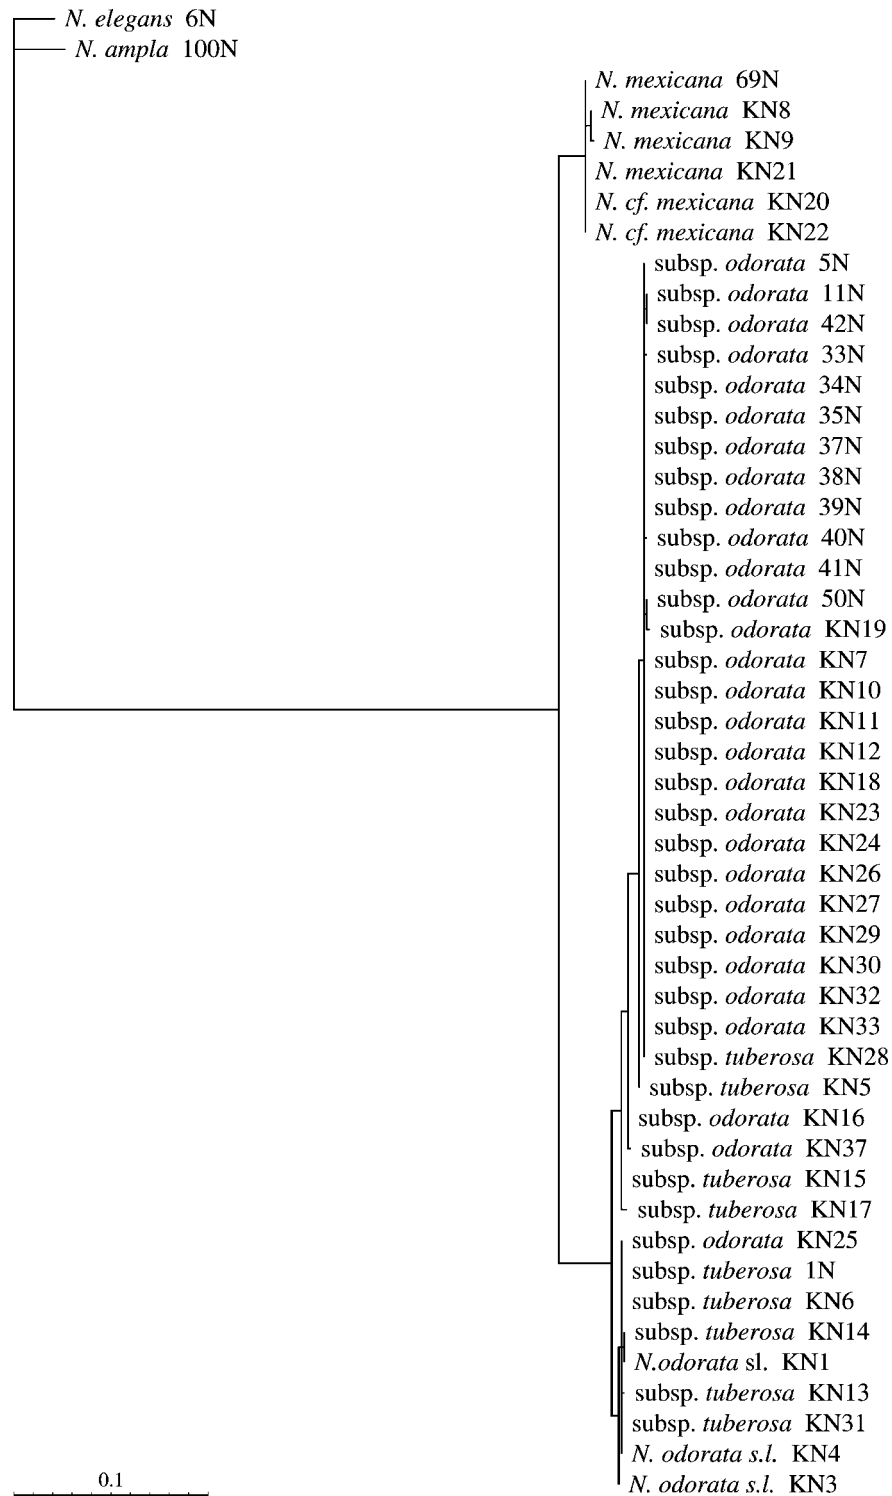 N. elegans 6N
N. ampla 100N
N. mexicana 69N
N. mexicana KN8
N. mexicana KN9
N. mexicana KN21
N. cf. mexicana KN20
N. cf. mexicana KN22
subsp. odorata 5N
subsp. odorata 11N
subsp. odorata 42N
subsp. odorata 33N
subsp. odorata 34N
subsp. odorata 35N
subsp. odorata 37N
subsp. odorata 38N
subsp. odorata 39N
subsp. odorata 40N
subsp. odorata 41N
subsp. odorata 50N
subsp. odorata KN19
subsp. odorata KN7
subsp. odorata KN10
subsp. odorata KN11
subsp. odorata KN12
subsp. odorata KN18
subsp. odorata KN23
subsp. odorata KN24
subsp. odorata KN26
subsp. odorata KN27
subsp. odorata KN29
subsp. odorata KN30
subsp. odorata KN32
subsp. odorata KN33
subsp. tuberosa KN28
subsp. tuberosa KN5
subsp. odorata KN16
subsp. odorata KN37
subsp. tuberosa KN15
subsp. tuberosa KN17
subsp. odorata KN25
subsp. tuberosa 1N
subsp. tuberosa KN6
subsp. tuberosa KN14
N.odorata sl. KN1
subsp. tuberosa KN13
subsp. tuberosa KN31
N. odorata s.l. KN4
N. odorata s.l. KN3
0.1